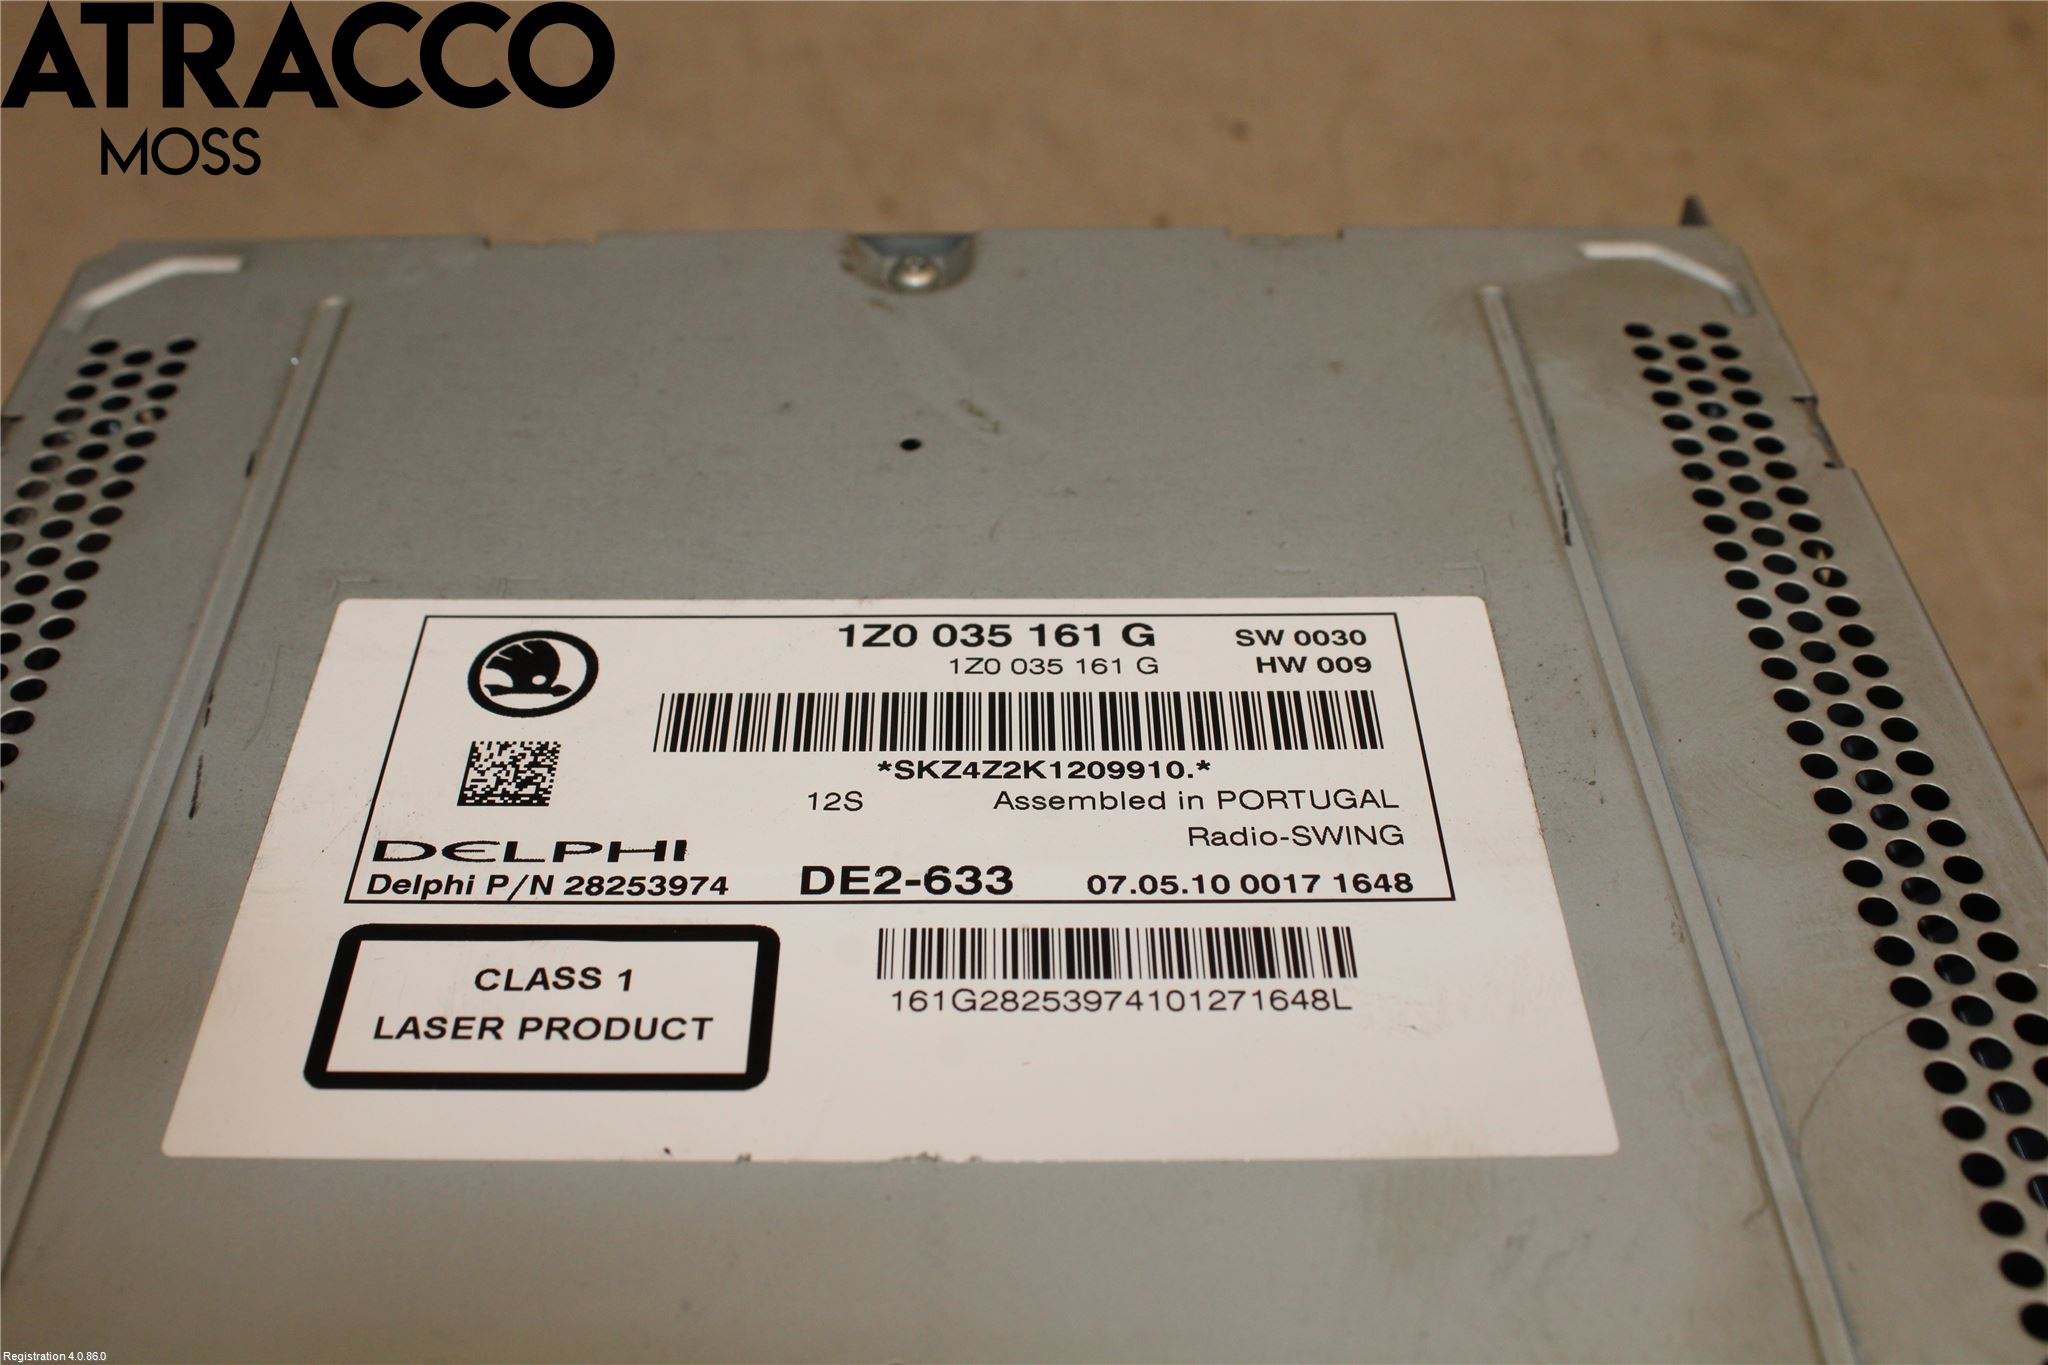 ATRACCO
MOSS
1Z0 035 161 G SW 0030
1Z0 035 161 G HW 009
*SKZ4Z2K1209910.*
12S Assembled in PORTUGAL
Radio-SWING
DELPHI
Delphi P/N 28253974 DE2-633 07.05.10 0017 1648
CLASS 1
LASER PRODUCT
161G28253974101271648L
Registration 4.0.86.0